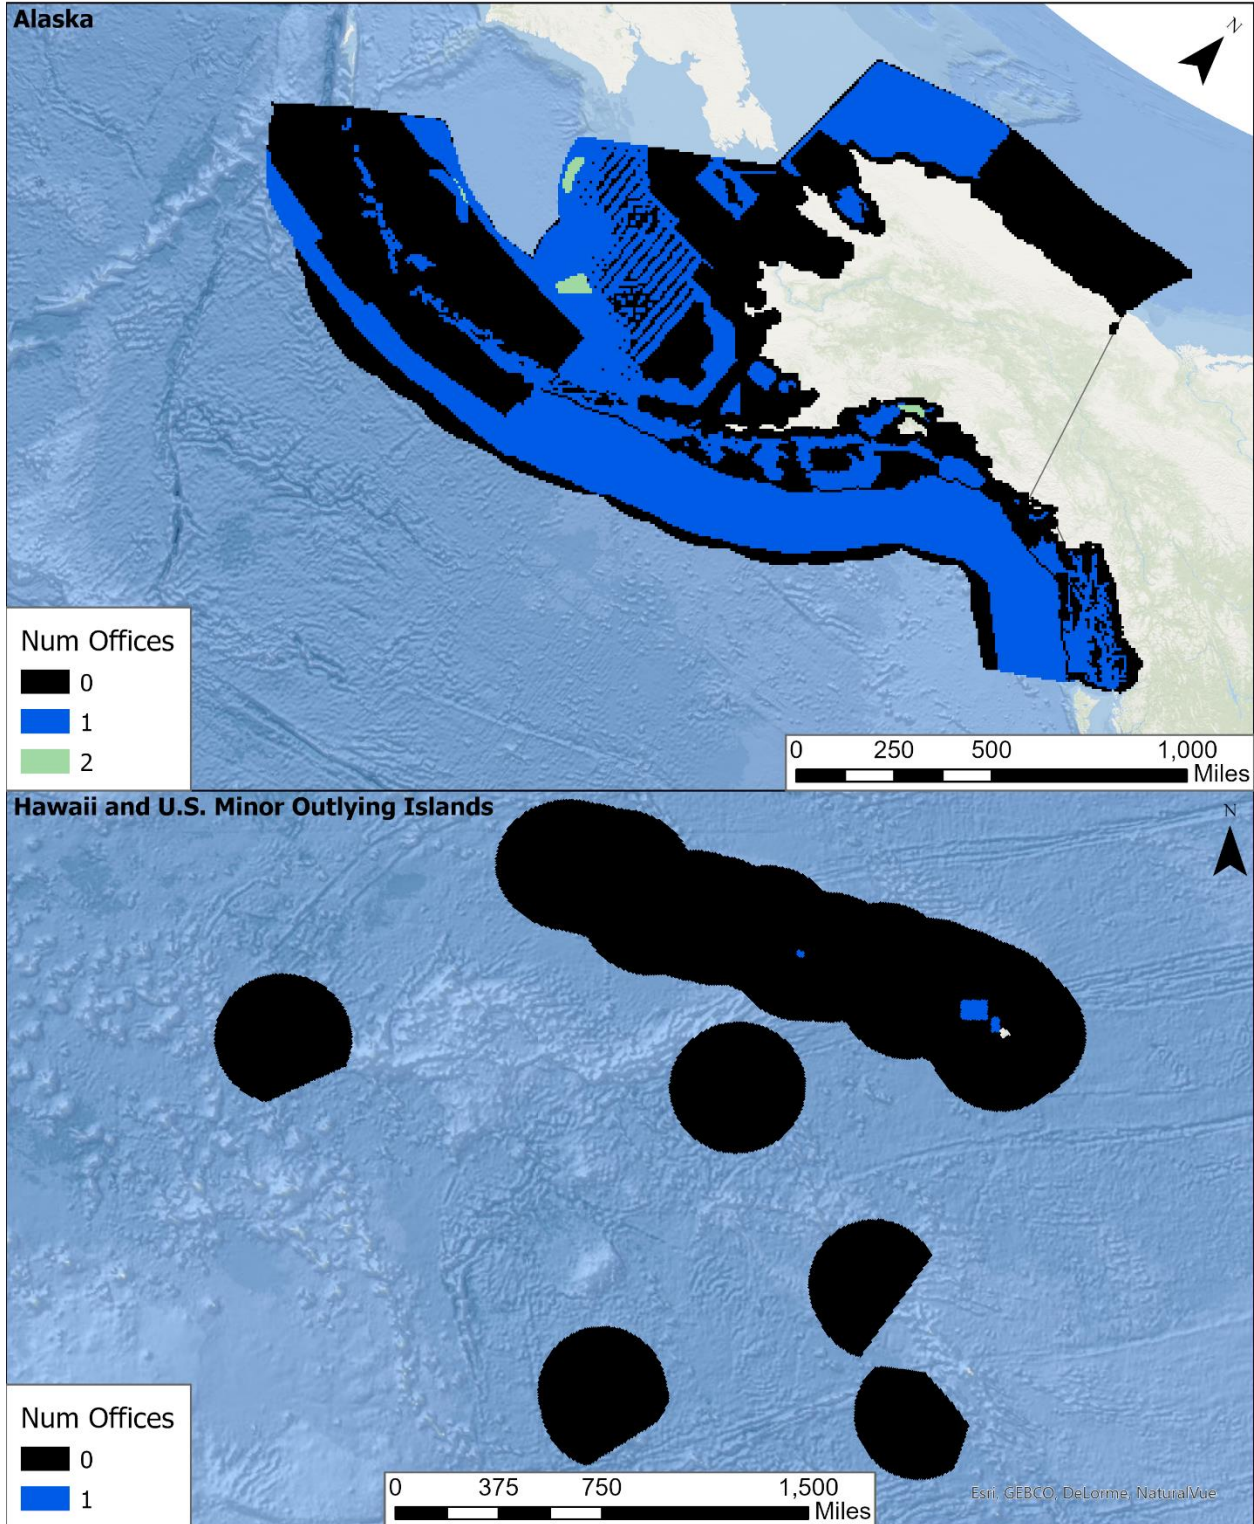 Alaska
N
Num Offices
0
1
2
0 250 500 1,000
Miles
Hawaii and U.S. Minor Outlying Islands
N
Num Offices
0
1
0 375 750 1,500
Miles
Esri, GEBCO, DeLorme, NaturalVue